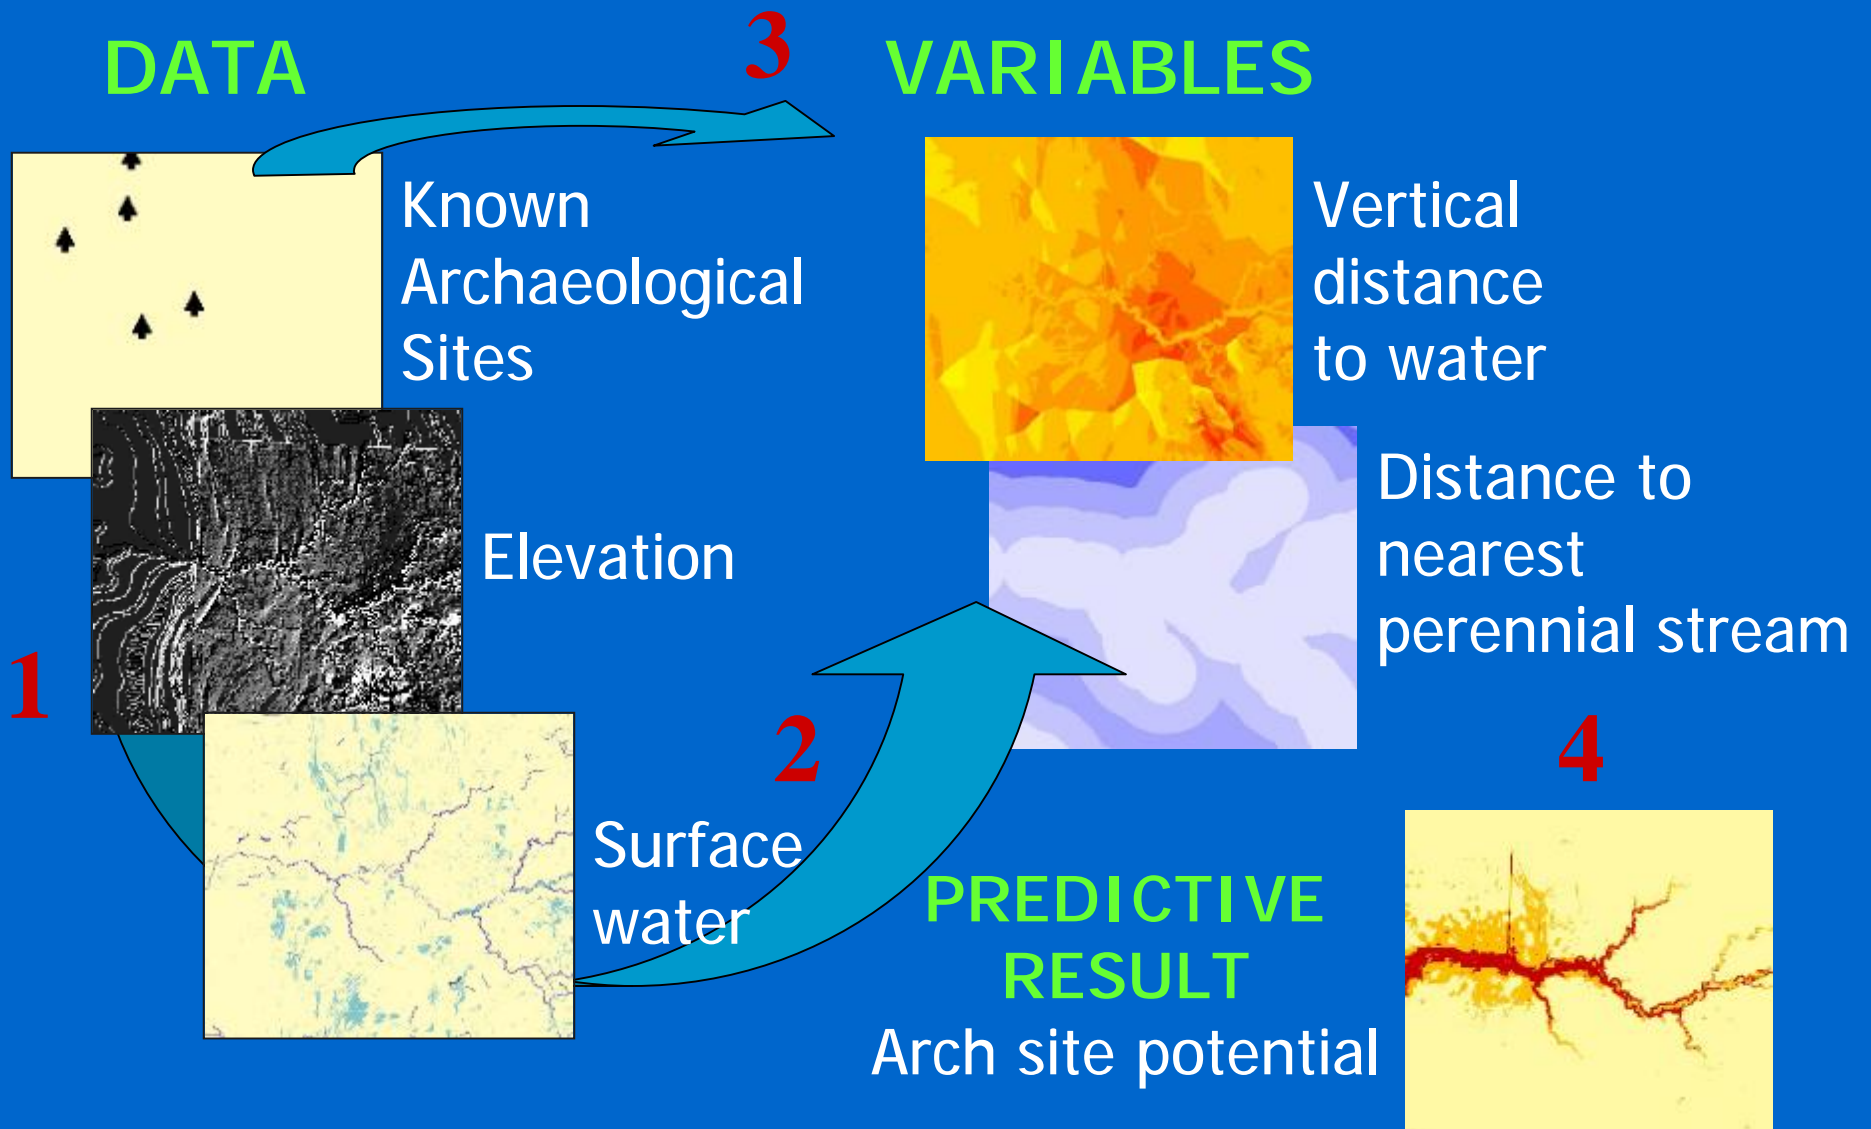 DATA
3
VARIABLES
Known
Archaeological
Sites
Vertical
distance
to water
Elevation
Distance to
nearest
perennial stream
1
2
4
Surface
water
PREDICTIVE
RESULT
Arch site potential